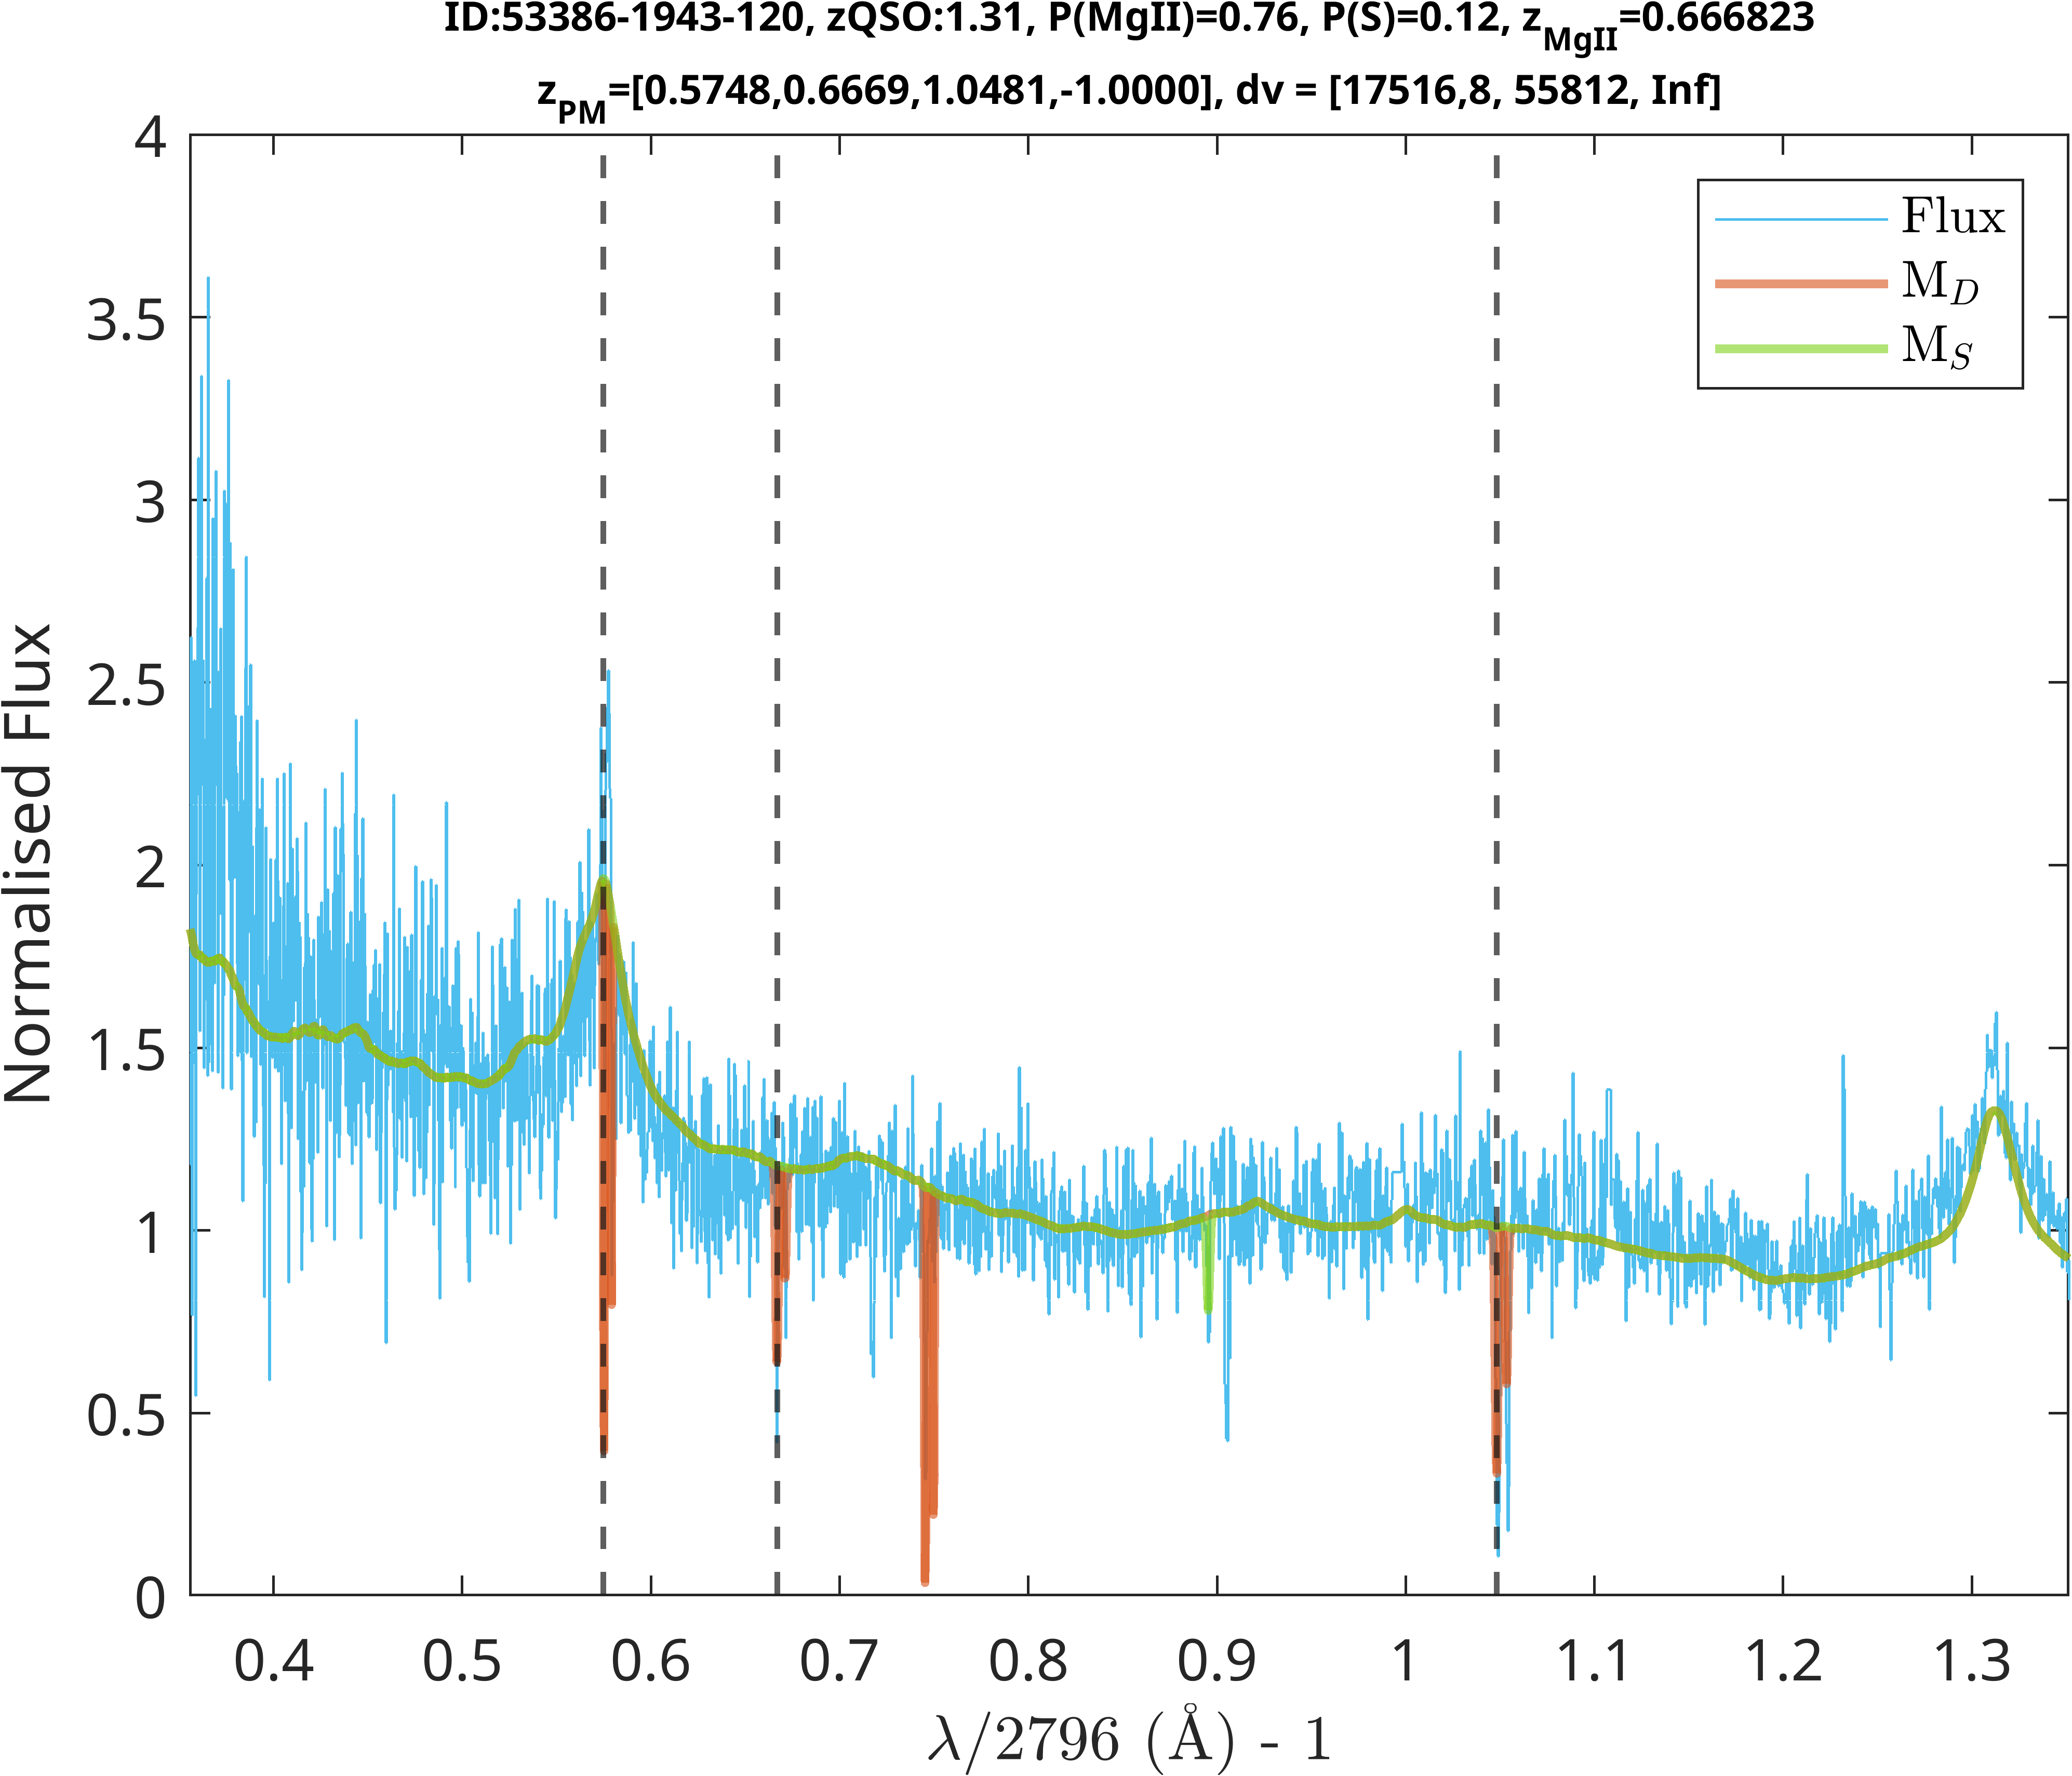 ID:53386-1943-120, zQSO:1.31, P(MgII)=0.76, P(S)=0.12, zMgII=0.666823
zPM=[0.5748,0.6669,1.0481,-1.0000], dv = [17516,8, 55812, Inf]
4
3.5
3
2.5
2
1.5
1
0.5
0
Normalised Flux
Flux
MD
MS
0.4 0.5 0.6 0.7 0.8 0.9 1 1.1 1.2 1.3
λ/2796 (Å) - 1